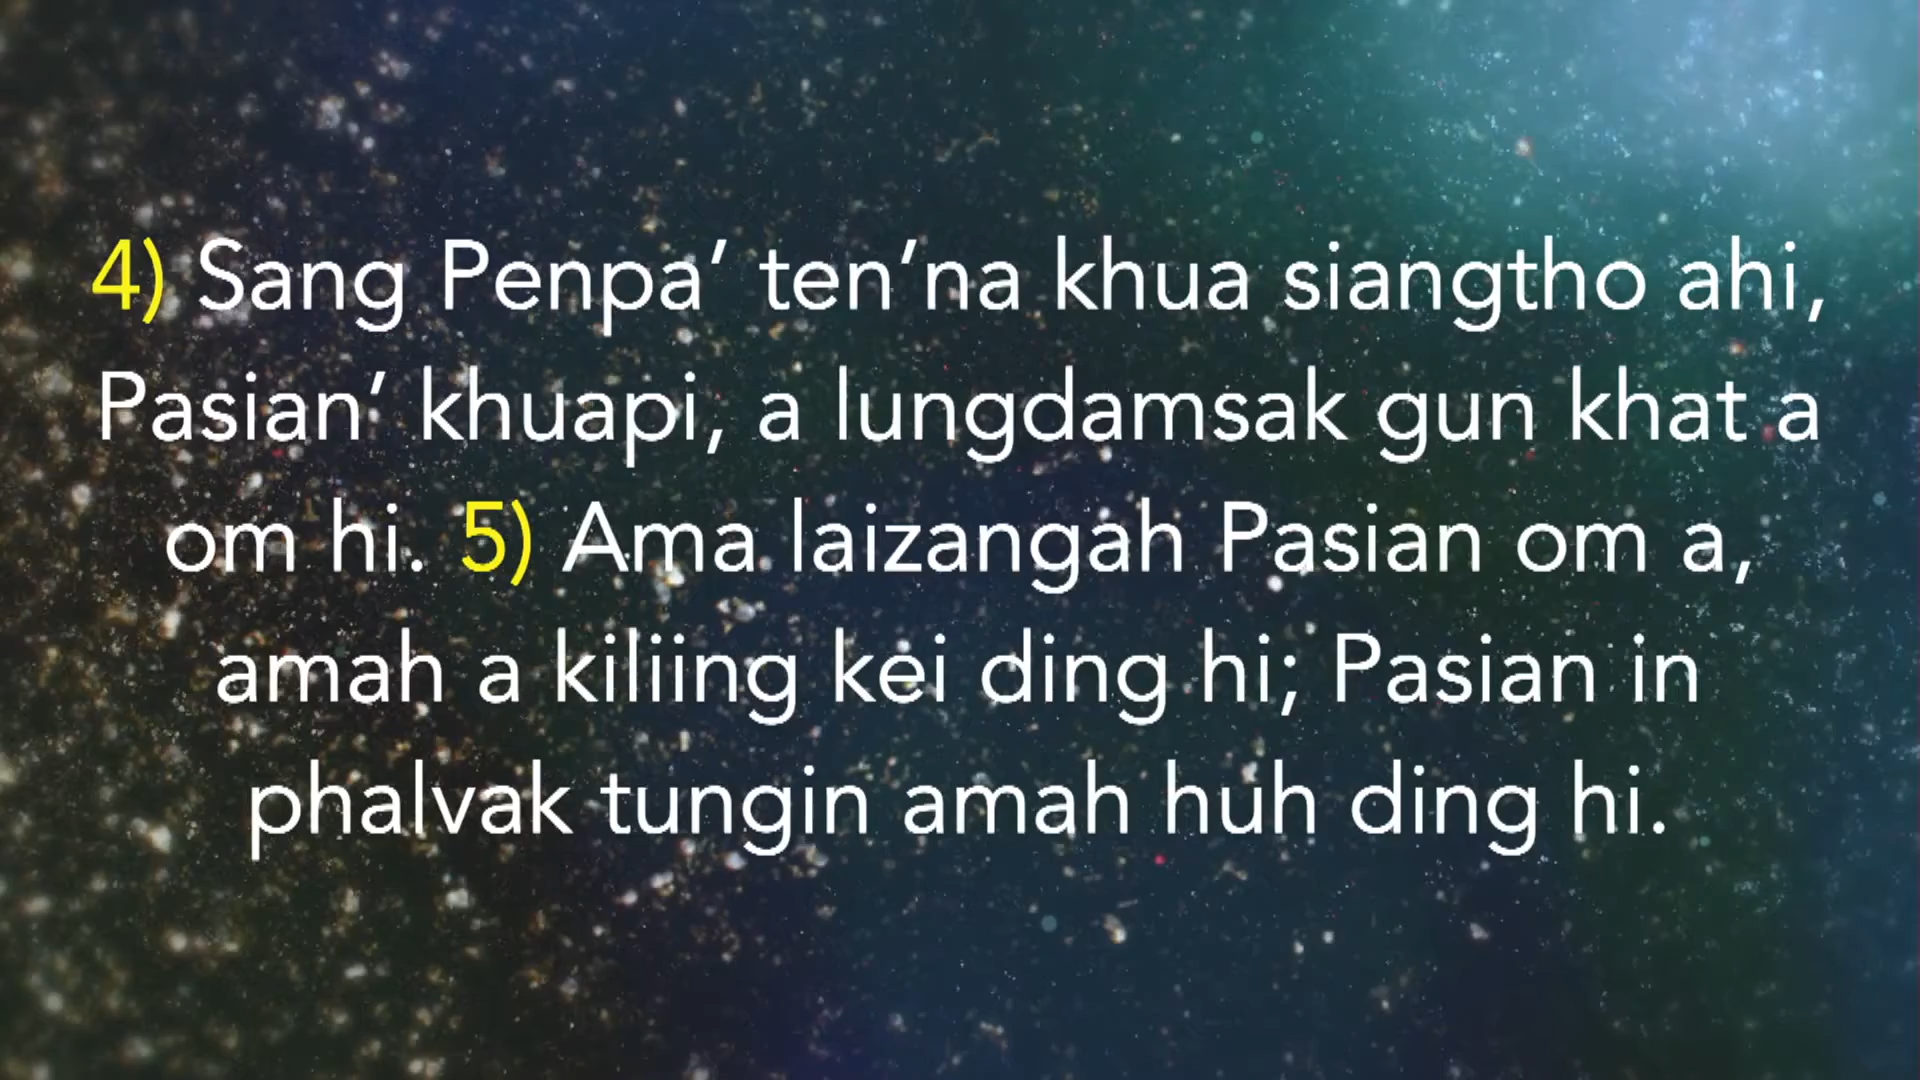 4) Sang Penpa’ ten’na khua siangtho ahi,
Pasian’ khuapi, a lungdamsak gun khat a
om hi. 5) Ama laizangah Pasian om a,
amah a kiliing kei ding hi; Pasian in
phalvak tungin amah huh ding hi.